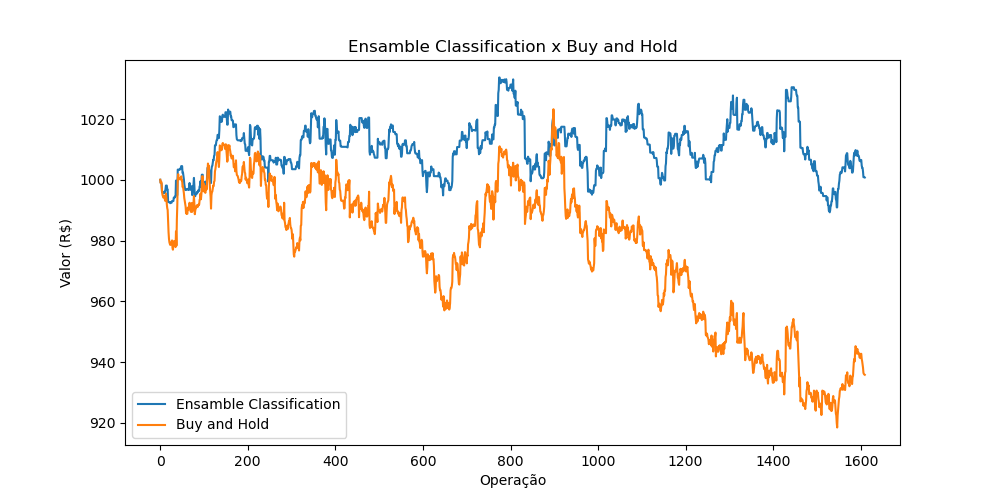 Ensamble Classification x Buy and Hold
Valor (R$)
1020
1000
980
960
940
920
Ensamble Classification
Buy and Hold
0 200 400 600 800 1000 1200 1400 1600
Operação